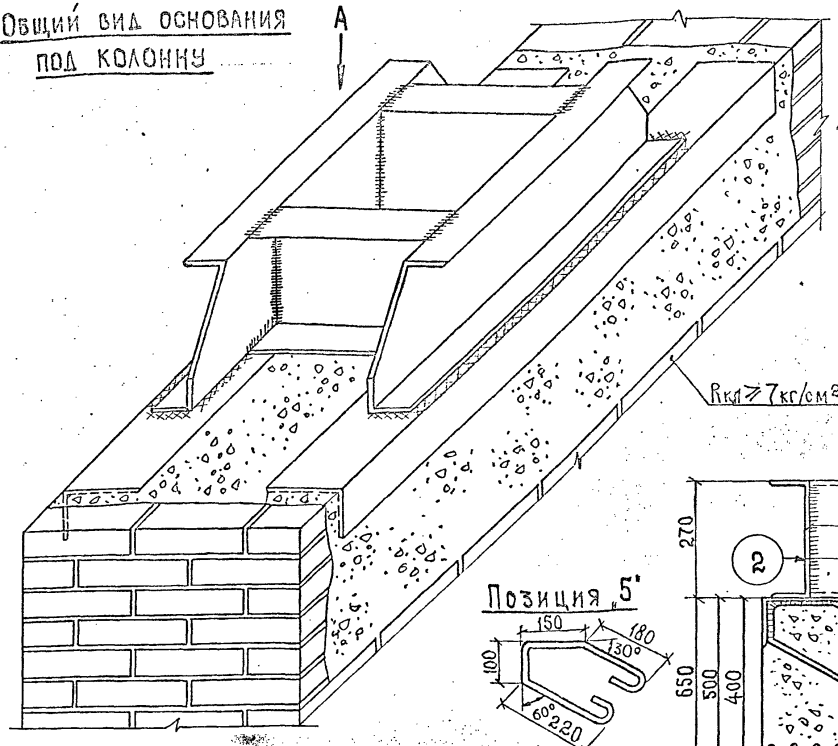 Общий вид основания
под колонну
А
Rкл ⩾ 7кг/см²
270
2
Позиция „5"
150
180
130°
100
60°
220
650
500
400